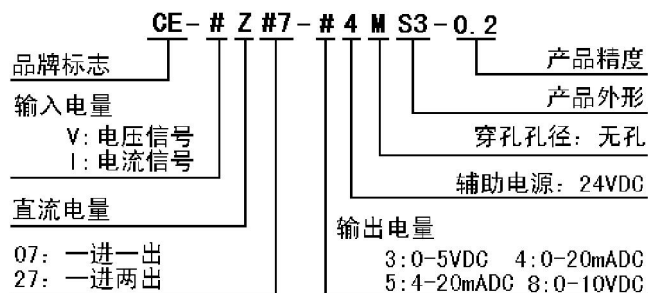 CE-#Z#7-#4MS3-0.2
品牌标志
产品精度
输入电量
产品外形
V:电压信号
I:电流信号
穿孔孔径：无孔
辅助电源：24VDC
直流电量
输出电量
07：一进一出
27：一进两出
3:0-5VDC 4:0-20mADC
5:4-20mADC 8:0-10VDC